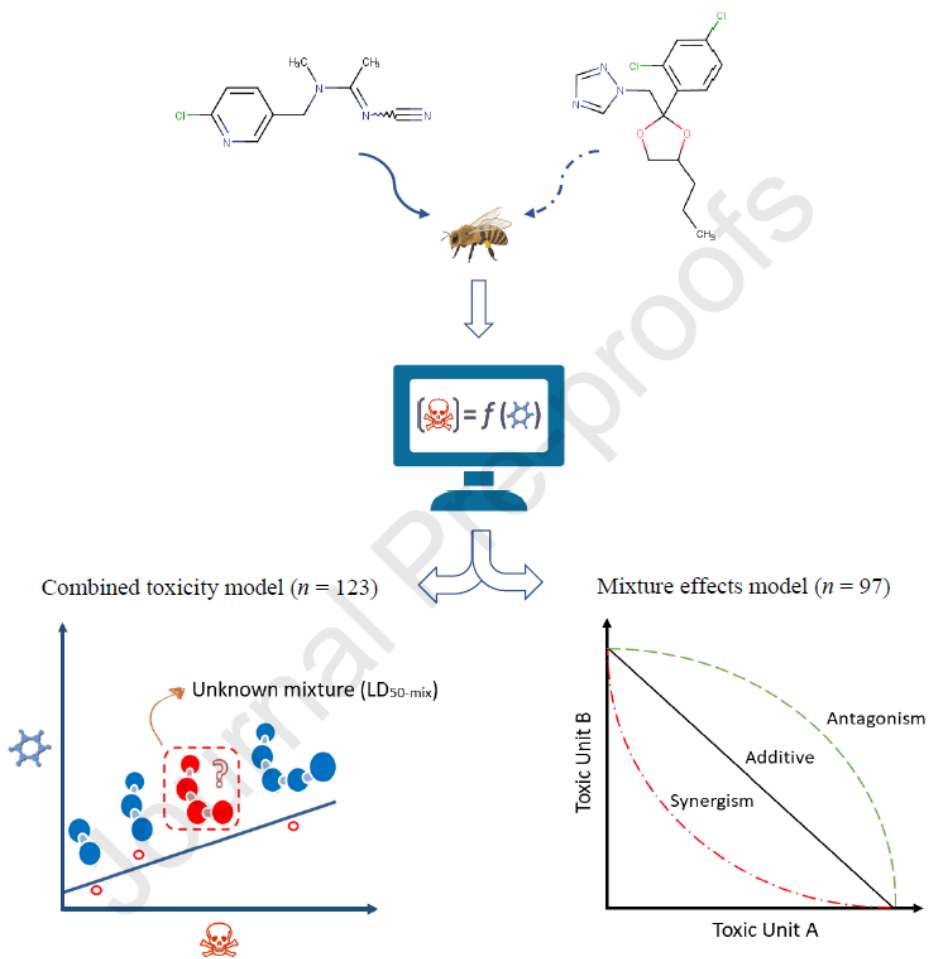 Cl
H₃C
CH₃
N
N
N
Cl
N
Cl
Cl
N
N
N
O
O
CH₃
[ ] = f ( )
Combined toxicity model (n = 123)
Mixture effects model (n = 97)
Unknown mixture (LD50-mix)
?
Toxic Unit B
Antagonism
Additive
Synergism
Toxic Unit A
Journal Pre-proofs